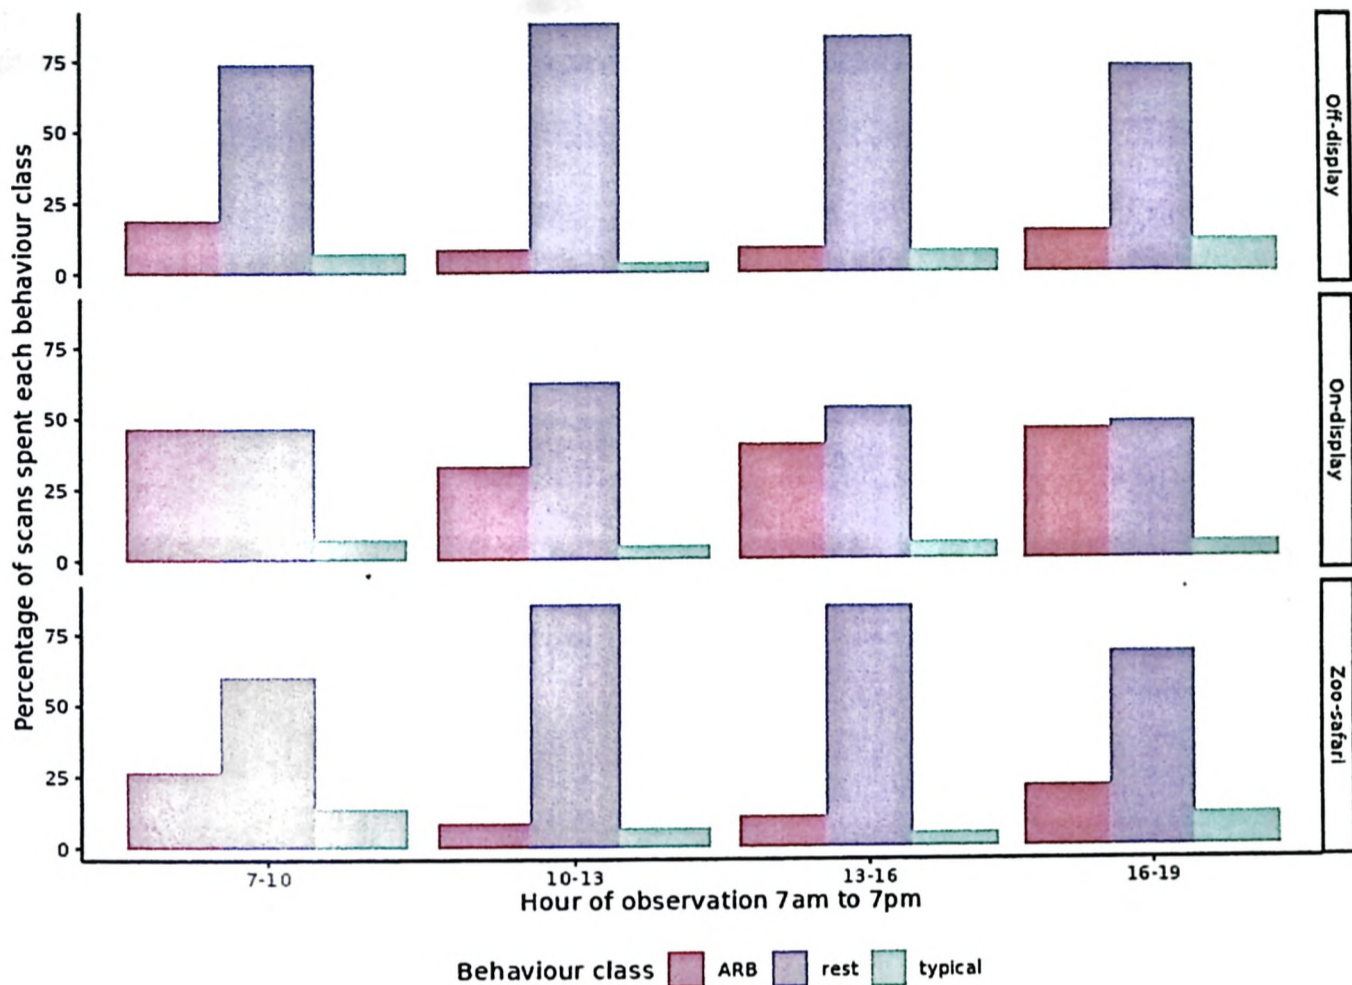 Percentage of scans spent each behaviour class
75
50
25
0
Off-display
75
50
25
0
On-display
75
50
25
0
Zoo-safari
7-10
10-13
13-16
16-19
Hour of observation 7am to 7pm
Behaviour class ARB rest typical